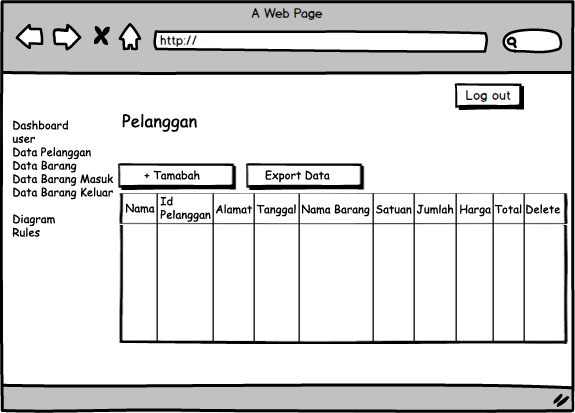 A Web Page
http://
Log out
Pelanggan
Dashboard
user
Data Pelanggan
Data Barang
Data Barang Masuk
Data Barang Keluar
Diagram
Rules
+ Tamabah
Export Data
Nama
Id
Pelanggan
Alamat
Tanggal
Nama Barang
Satuan
Jumlah
Harga
Total
Delete